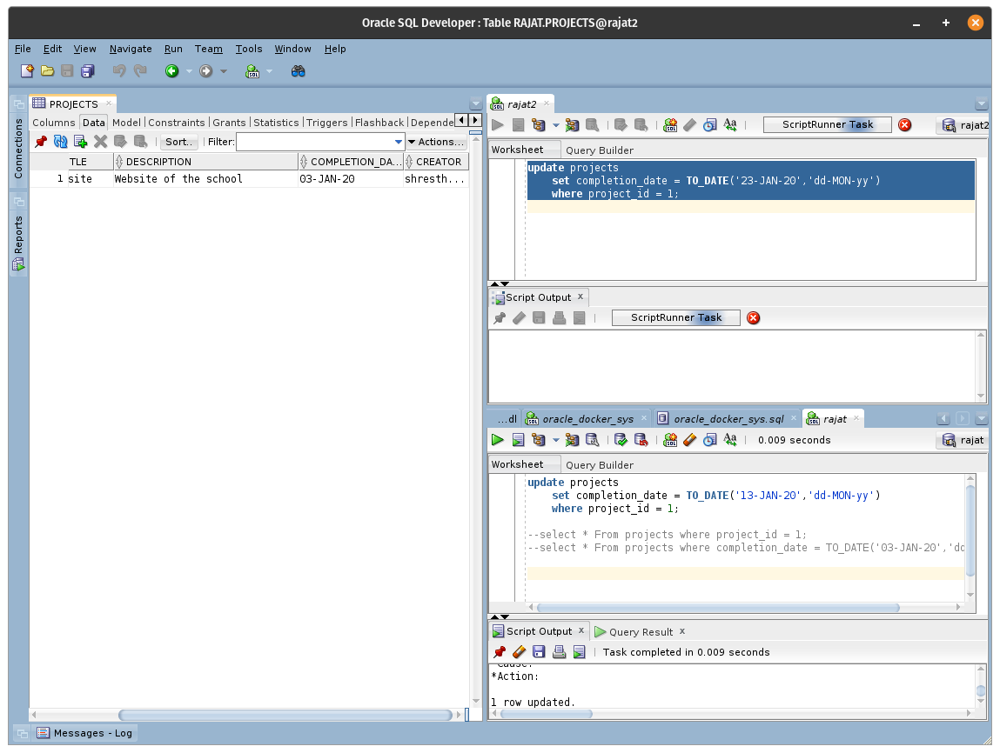 Oracle SQL Developer : Table RAJAT.PROJECTS@rajat2
File Edit View Navigate Run Team Tools Window Help
Connections
Reports
PROJECTS
Columns Data Model Constraints Grants Statistics Triggers Flashback Depende
Sort.. Filter: Actions...
TLE DESCRIPTION COMPLETION_DA... CREATOR
1 site Website of the school 03-JAN-20 shresth...
rajat2
ScriptRunner Task rajat2
Worksheet Query Builder
update projects
set completion_date = TO_DATE('23-JAN-20','dd-MON-yy')
where project_id = 1;
Script Output
ScriptRunner Task
...dl oracle_docker_sys oracle_docker_sys.sql rajat
0.009 seconds rajat
Worksheet Query Builder
update projects
set completion_date = TO_DATE('13-JAN-20','dd-MON-yy')
where project_id = 1;
--select * From projects where project_id = 1;
--select * From projects where completion_date = TO_DATE('03-JAN-20','dd
Script Output Query Result
Task completed in 0.009 seconds
*Action:
1 row updated.
Messages - Log